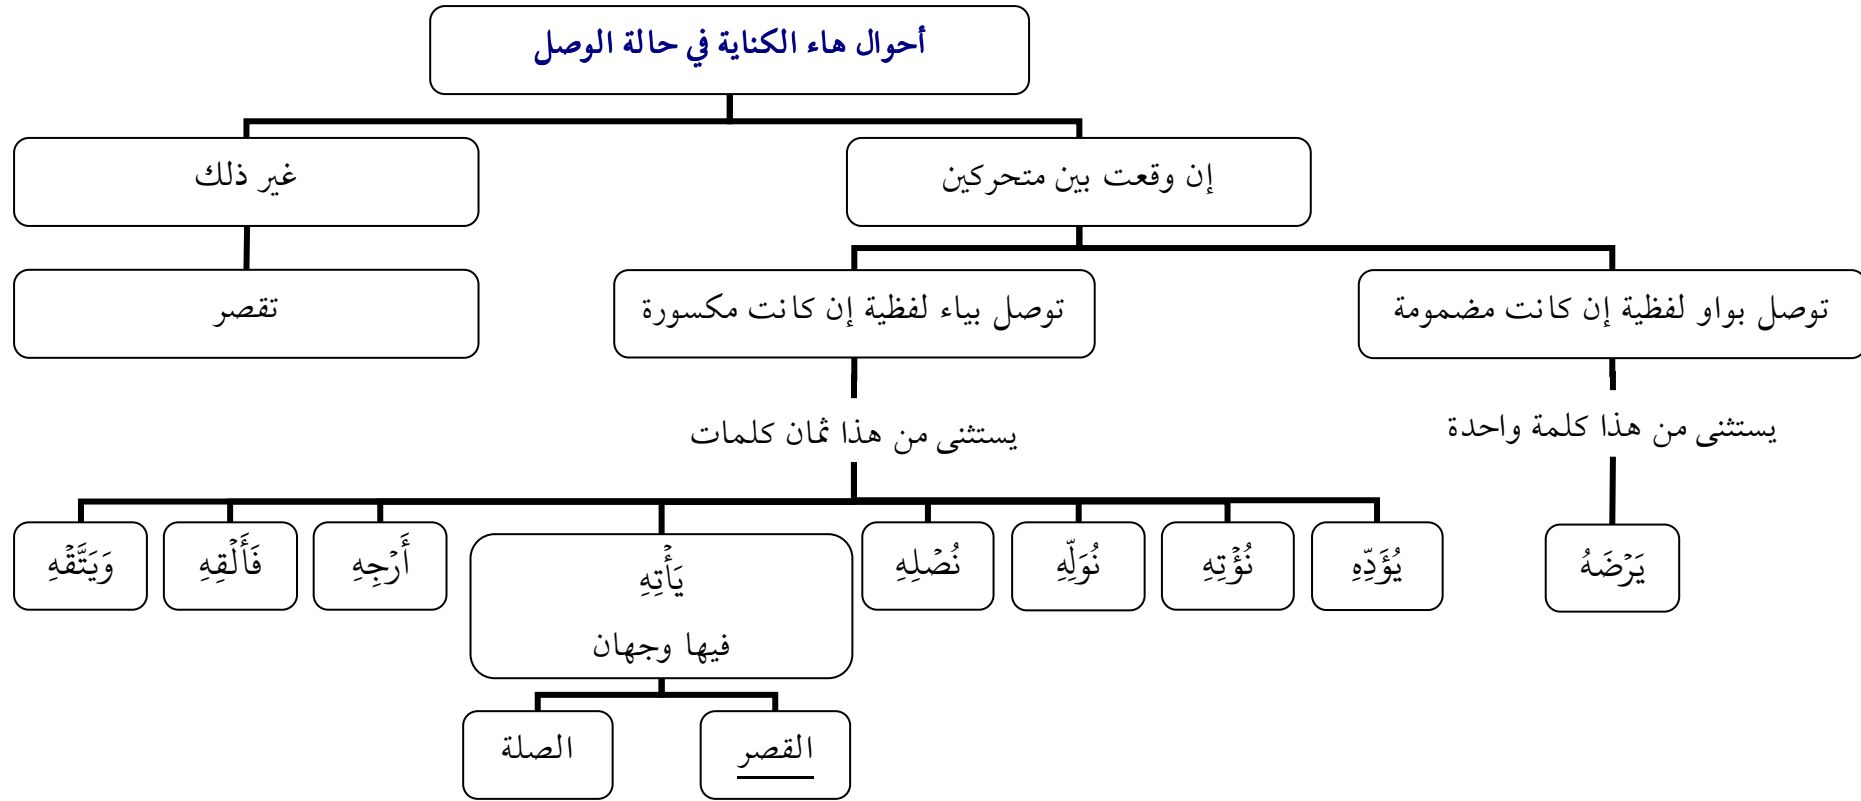 أحوال هاء الكناية في حالة الوصل
إن وقعت بين متحركين
غير ذلك
توصل بواو لفظية إن كانت مضمومة
توصل بياء لفظية إن كانت مكسورة
تقصر
يستثنى من هذا كلمة واحدة
يستثنى من هذا ثمان كلمات
يَرْضَهُ
يُؤَدِّهِ
نُؤْتِهِ
نُوَلِّهِ
نُصْلِهِ
يَأْتِهِ
فيها وجهان
أَرْجِهِ
فَأَلْقِهِ
وَيَتَّقْهِ
القصر
الصلة